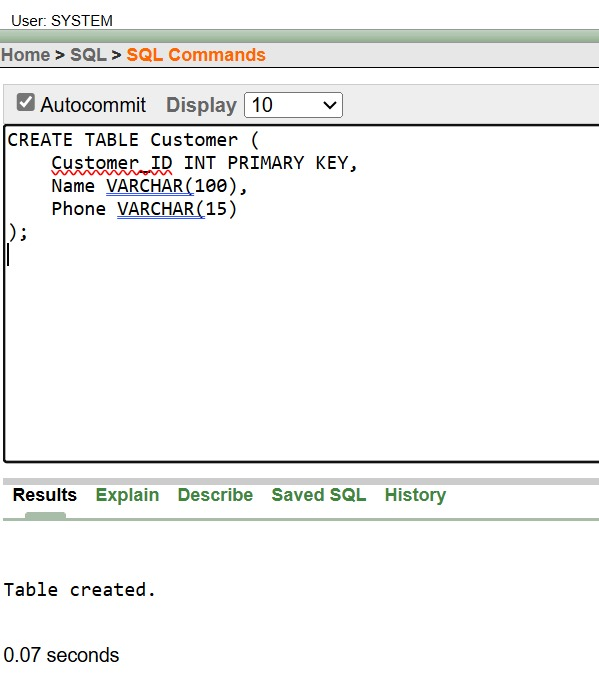 User: SYSTEM
Home > SQL > SQL Commands
Autocommit Display 10
CREATE TABLE Customer (
    Customer_ID INT PRIMARY KEY,
    Name VARCHAR(100),
    Phone VARCHAR(15)
);
Results Explain Describe Saved SQL History
Table created.
0.07 seconds